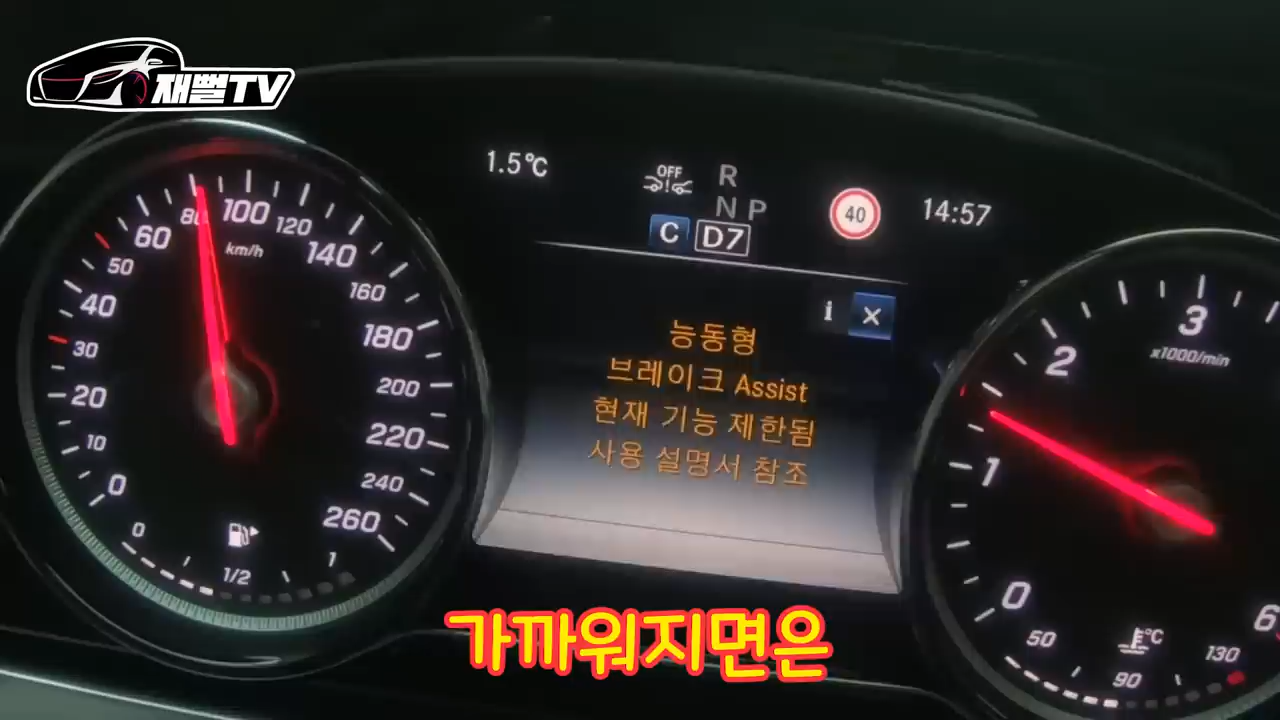 재뻘TV
1.5℃
OFF
R
N P
C D7
40
14:57
i ×
능동형
브레이크 Assist
현재 기능 제한됨
사용 설명서 참조
0
10
20
30
40
50
60
80
100
120
140
160
180
200
220
240
260
km/h
0
1/2
1
0
1
2
3
6
x1000/min
50
90
130
℃
가까워지면은